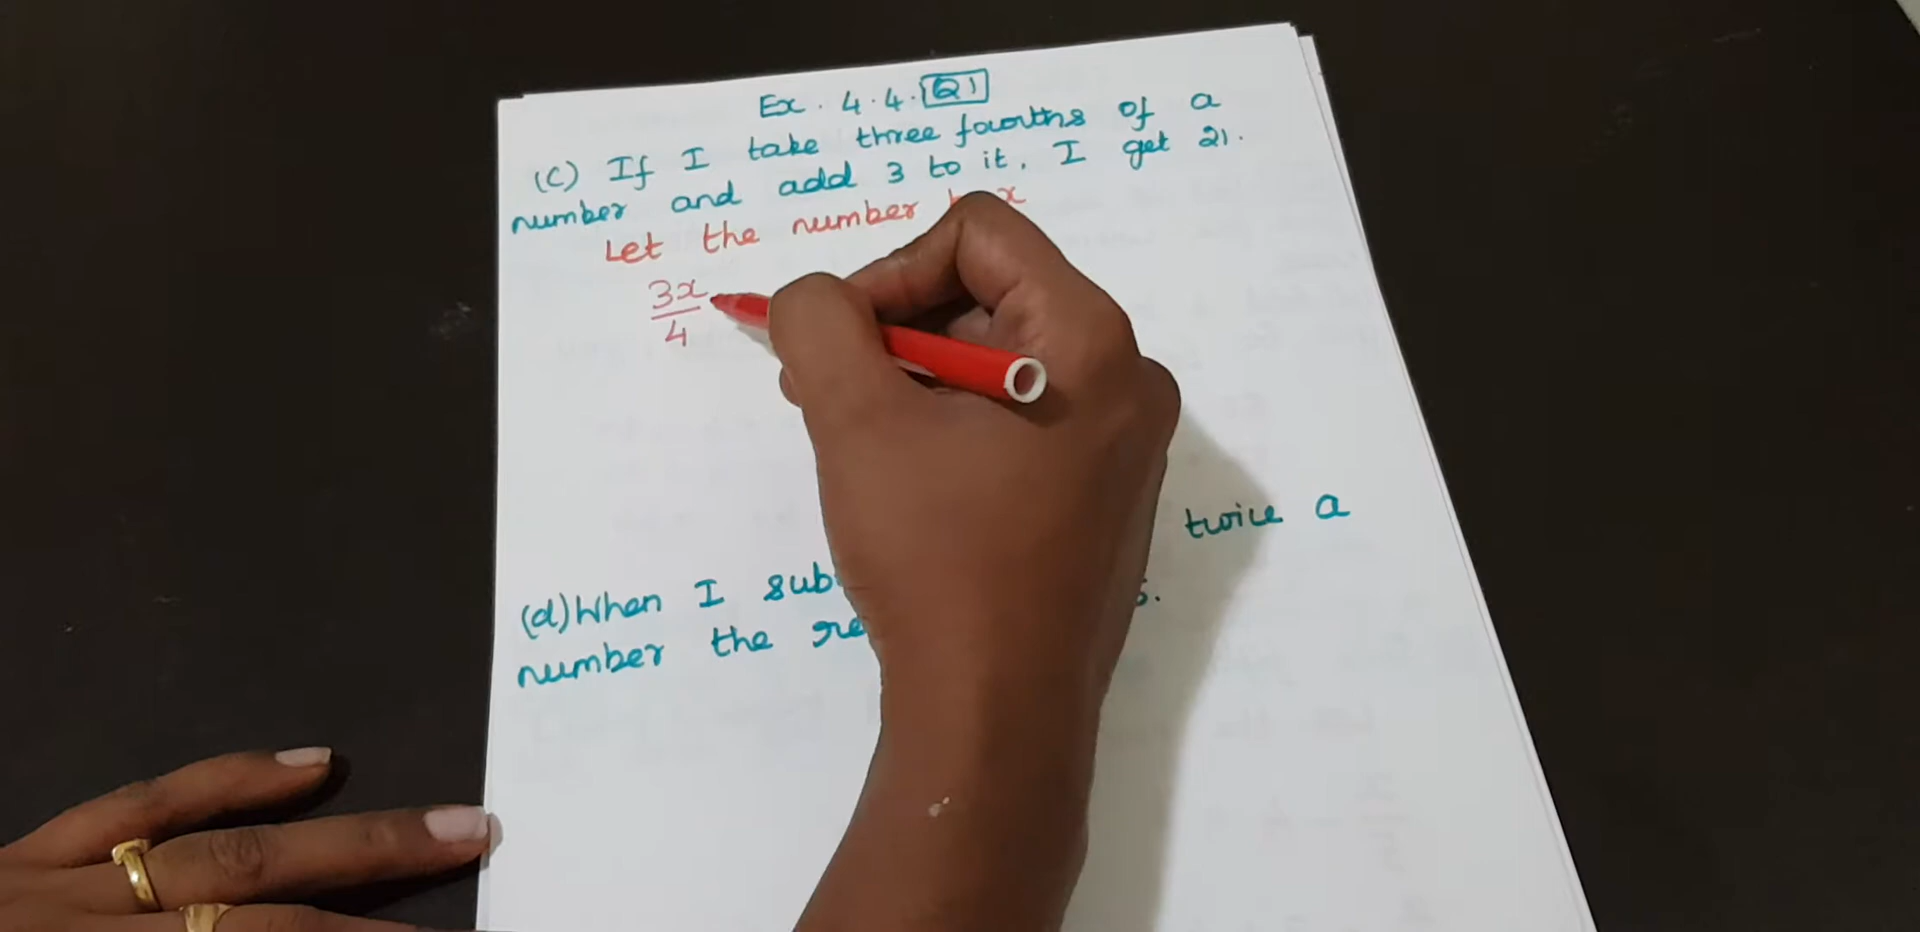 Ex. 4.4. Q1
(C) If I take three fourths of a
number and add 3 to it, I get 21.
Let the number x
3x
4
(d) When I twice a
number the